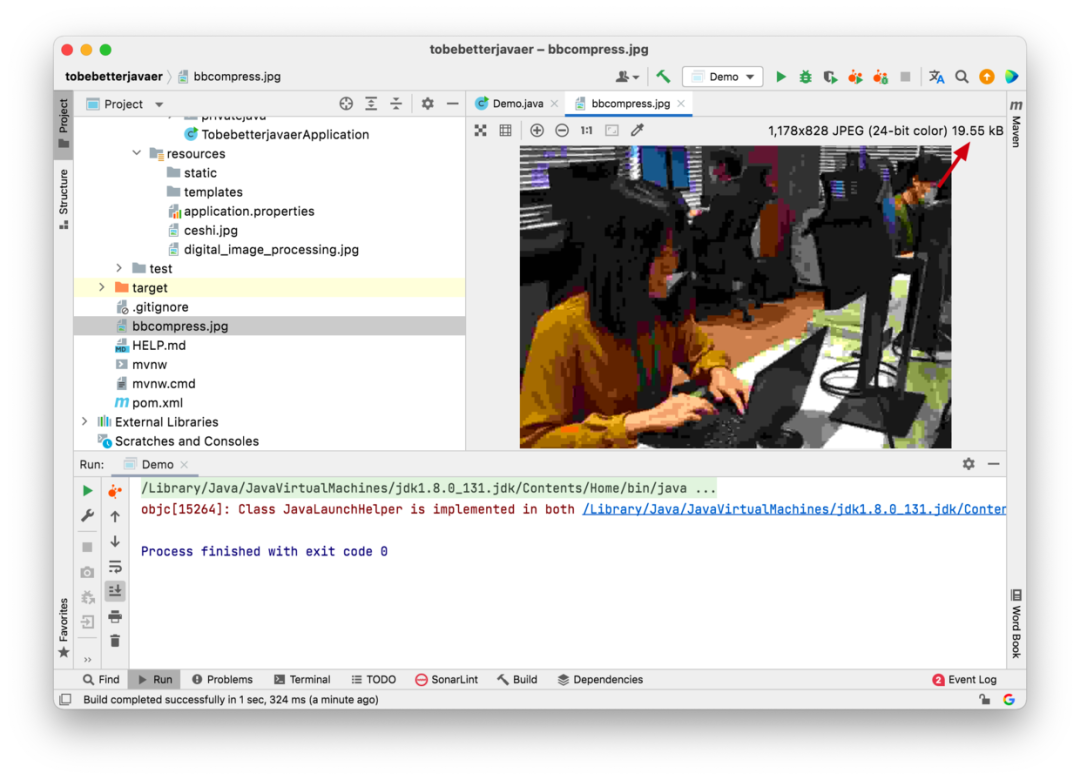 tobebetterjavaer – bbcompress.jpg
tobebetterjavaer 〉 bbcompress.jpg
Demo
Project
Demo.java
bbcompress.jpg
Project
Structure
Favorites
privatejava
TobebetterjavaerApplication
resources
static
templates
application.properties
ceshi.jpg
digital_image_processing.jpg
test
target
.gitignore
bbcompress.jpg
HELP.md
mvnw
mvnw.cmd
pom.xml
External Libraries
Scratches and Consoles
1:1
1,178x828 JPEG (24-bit color) 19.55 kB
Maven
Word Book
Run: Demo
/Library/Java/JavaVirtualMachines/jdk1.8.0_131.jdk/Contents/Home/bin/java ...
objc[15264]: Class JavaLaunchHelper is implemented in both /Library/Java/JavaVirtualMachines/jdk1.8.0_131.jdk/Conten
Process finished with exit code 0
Find Run Problems Terminal TODO SonarLint Build Dependencies 2 Event Log
Build completed successfully in 1 sec, 324 ms (a minute ago)